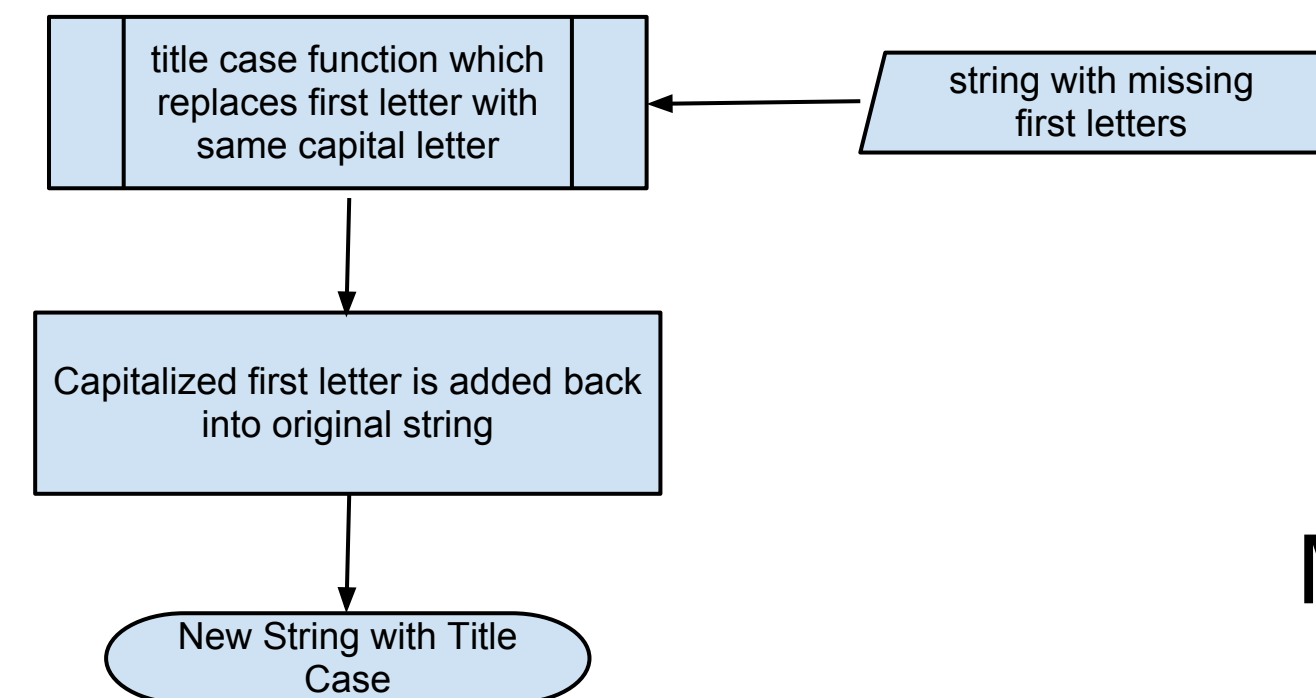 title case function which
replaces first letter with
same capital letter
string with missing
first letters
Capitalized first letter is added back
into original string
New String with Title
Case